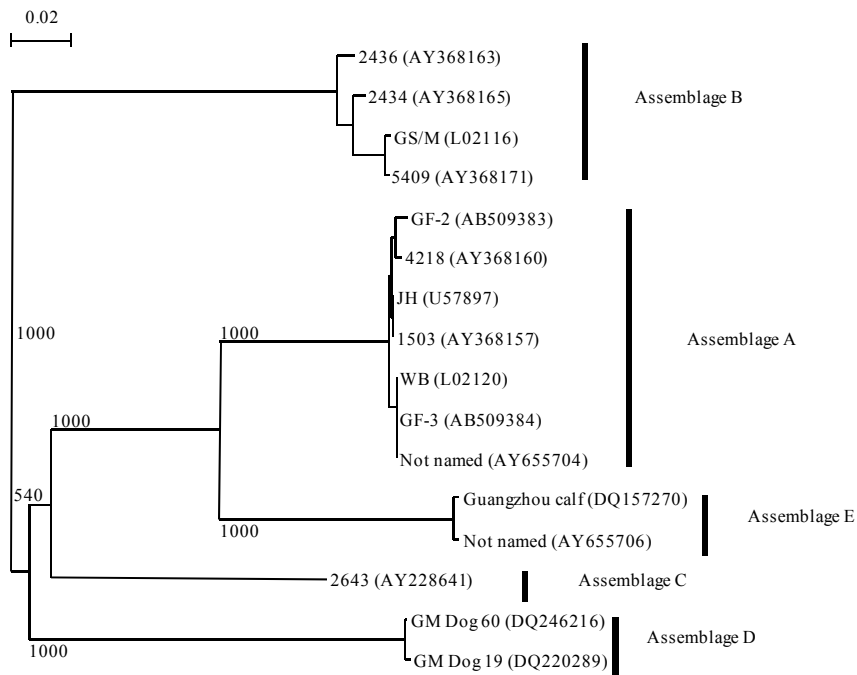 0.02
2436 (AY368163)
2434 (AY368165)
Assemblage B
GS/M (L02116)
5409 (AY368171)
GF-2 (AB509383)
4218 (AY368160)
JH (U57897)
1000
1000
1503 (AY368157)
Assemblage A
WB (L02120)
1000
GF-3 (AB509384)
Not named (AY655704)
540
Guangzhou calf (DQ157270)
Assemblage E
1000
Not named (AY655706)
2643 (AY228641)
Assemblage C
GM Dog 60 (DQ246216)
Assemblage D
1000
GM Dog 19 (DQ220289)